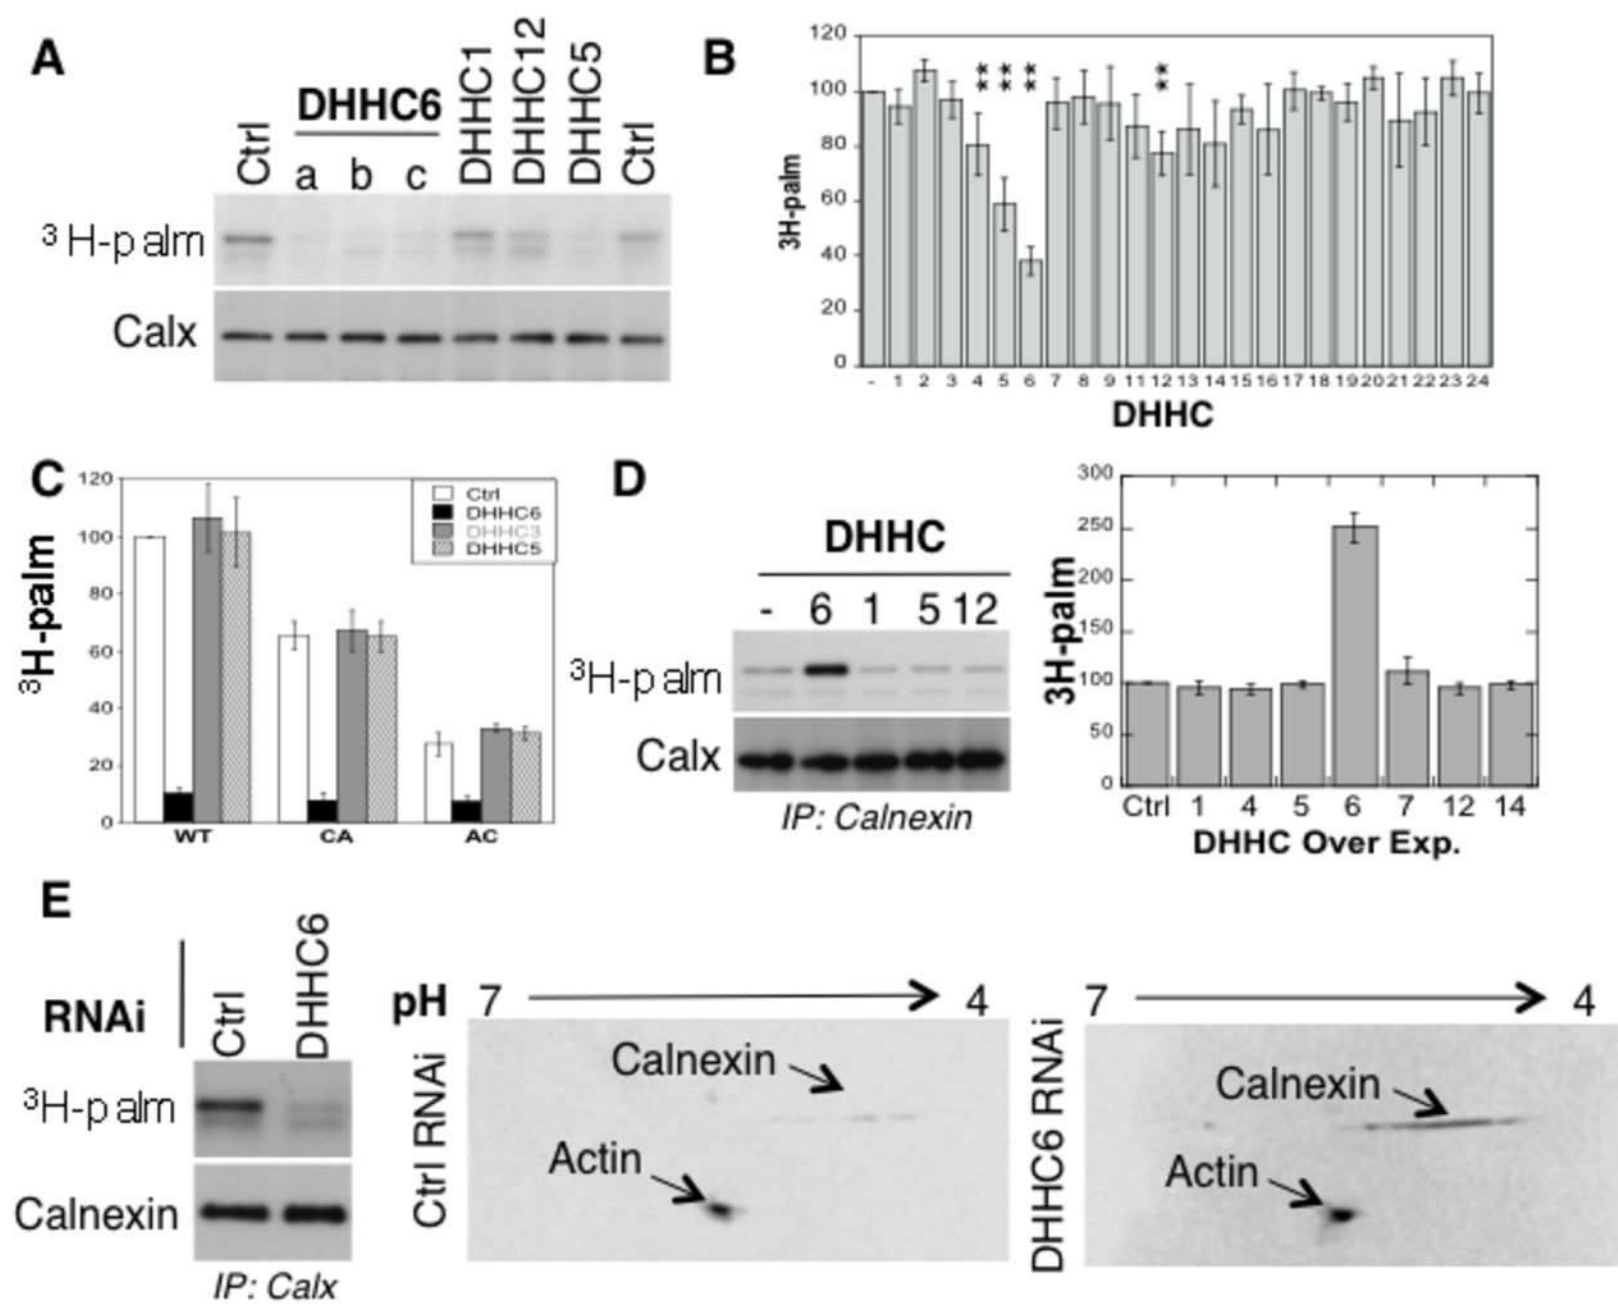 A
Ctrl
DHHC6
a b c
DHHC1
DHHC12
DHHC5
Ctrl
³H-palm
Calx
B
3H-palm
120
100
80
60
40
20
0
** ** ** **
- 1 2 3 4 5 6 7 8 9 11 12 13 14 15 16 17 18 19 20 21 22 23 24
DHHC
C
³H-palm
120
100
80
60
40
20
0
Ctrl
DHHC6
DHHC3
DHHC5
WT CA AC
D
DHHC
- 6 1 5 12
³H-palm
Calx
IP: Calnexin
3H-palm
300
250
200
150
100
50
0
Ctrl 1 4 5 6 7 12 14
DHHC Over Exp.
E
RNAi
Ctrl
DHHC6
³H-palm
Calnexin
IP: Calx
pH 7 4
Ctrl RNAi
Calnexin
Actin
7 4
DHHC6 RNAi
Calnexin
Actin